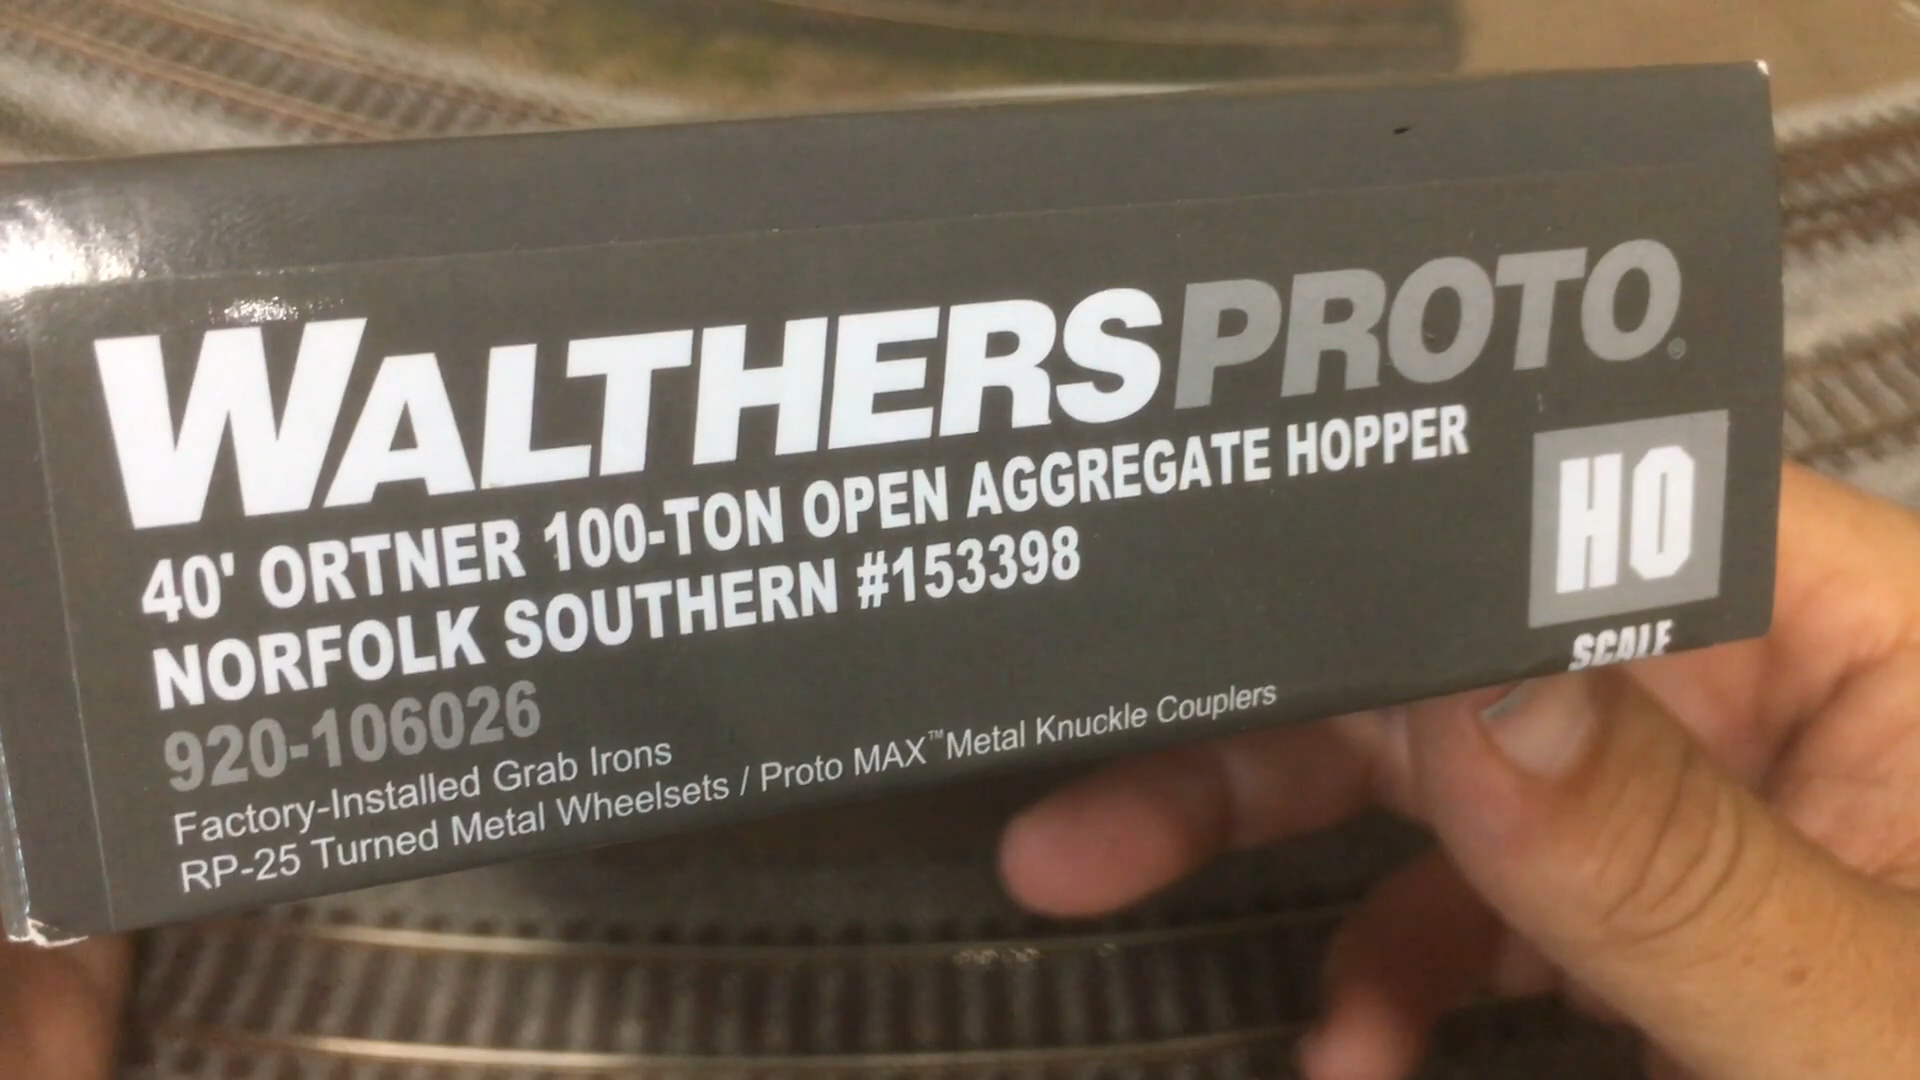 WALTHERSPROTO®
40' ORTNER 100-TON OPEN AGGREGATE HOPPER
NORFOLK SOUTHERN #153398
920-106026
Factory-Installed Grab Irons
RP-25 Turned Metal Wheelsets / Proto MAX™ Metal Knuckle Couplers
HO
SCALE